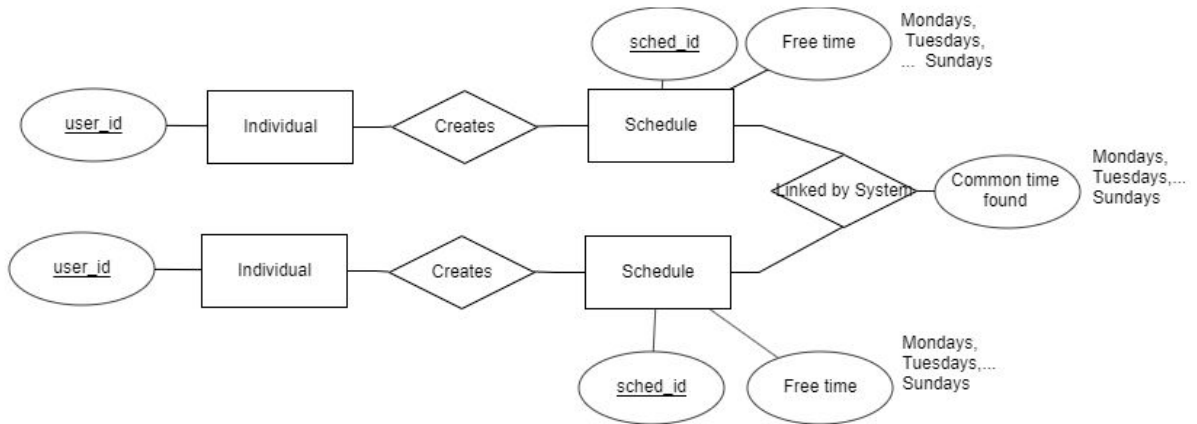 Mondays,
Tuesdays,
... Sundays
sched_id
Free time
user_id
Individual
Creates
Schedule
Linked by System
Common time
found
Mondays,
Tuesdays,...
Sundays
user_id
Individual
Creates
Schedule
sched_id
Free time
Mondays,
Tuesdays,...
Sundays